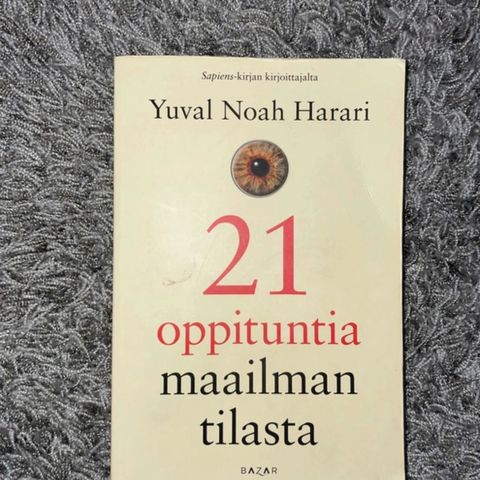 Sapiens-kirjan kirjoittajalta
Yuval Noah Harari
21
oppituntia
maailman
tilasta
BAZAR